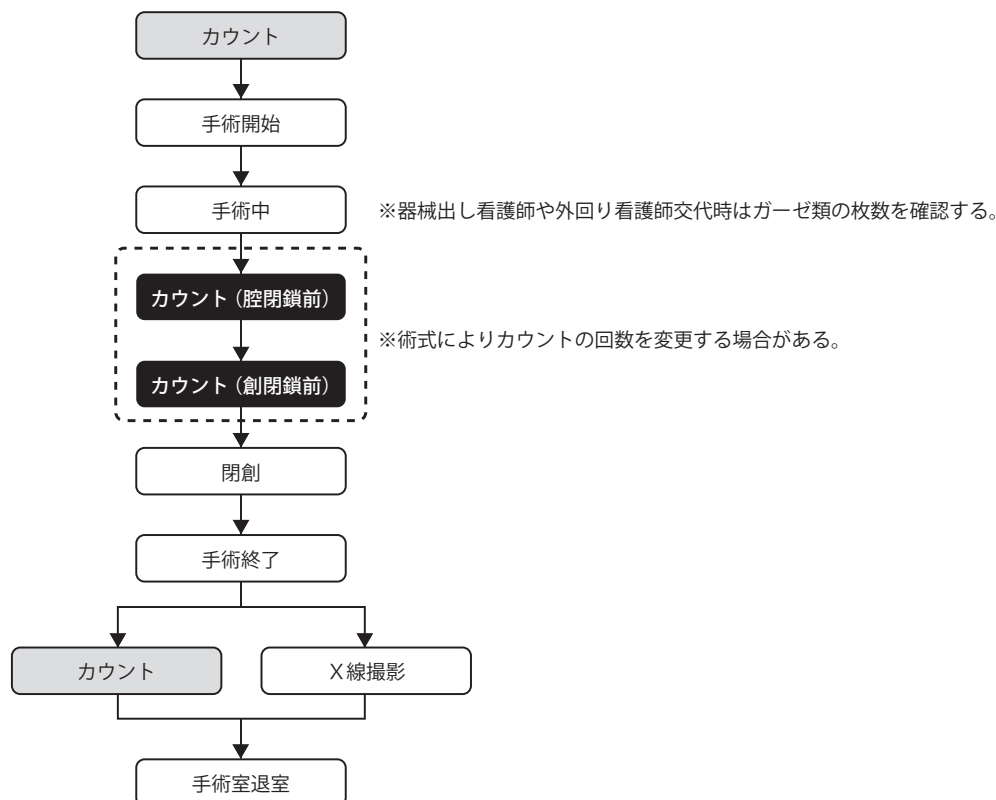 カウント
手術開始
手術中
※器械出し看護師や外回り看護師交代時はガーゼ類の枚数を確認する。
カウント（腔閉鎖前）
※術式によりカウントの回数を変更する場合がある。
カウント（創閉鎖前）
閉創
手術終了
カウント
X線撮影
手術室退室